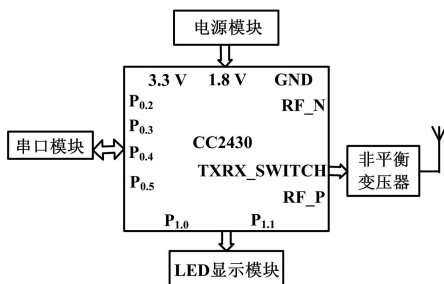 电源模块
3.3 V 1.8 V GND
P0.2
RF_N
P0.3
CC2430
串口模块
P0.4
TXRX_SWITCH
非平衡
变压器
P0.5
RF_P
P1.0 P1.1
LED显示模块